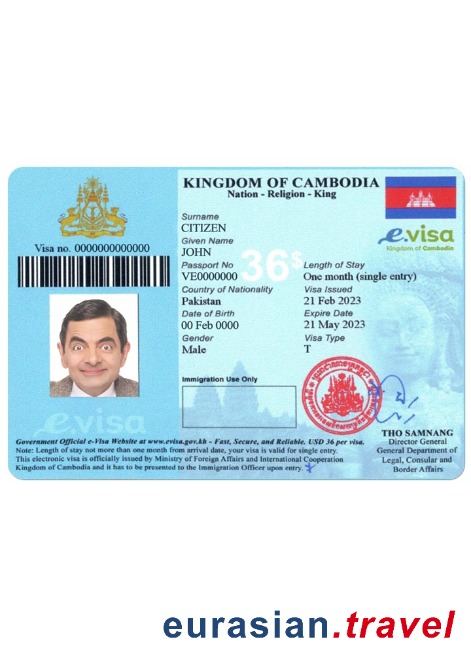 KINGDOM OF CAMBODIA
Nation - Religion - King
Visa no. 0000000000000
Surname
CITIZEN
Given Name
JOHN
Passport No
VE0000000
Country of Nationality
Pakistan
Date of Birth
00 Feb 0000
Gender
Male
36$
e.visa
Kingdom of Cambodia
Length of Stay
One month (single entry)
Visa Issued
21 Feb 2023
Expire Date
21 May 2023
Visa Type
T
Immigration Use Only
e-visa
THO SAMNANG
Director General
General Department of
Legal, Consular and
Border Affairs
Government Official e-Visa Website at www.evisa.gov.kh - Fast, Secure, and Reliable. USD 36 per visa.
Note: Length of stay not more than one month from arrival date, your visa is valid for single entry.
This electronic visa is officially issued by Ministry of Foreign Affairs and International Cooperation
Kingdom of Cambodia and it has to be presented to the Immigration Officer upon entry.
eurasian.travel